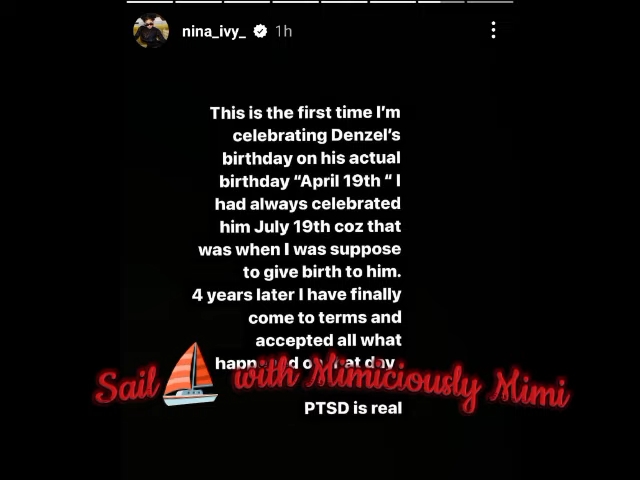 nina_ivy_ 1h
This is the first time I'm
celebrating Denzel's
birthday on his actual
birthday "April 19th " I
had always celebrated
him July 19th coz that
was when I was suppose
to give birth to him.
4 years later I have finally
come to terms and
accepted all what
day
Sail with Mimiciously Mimi
PTSD is real